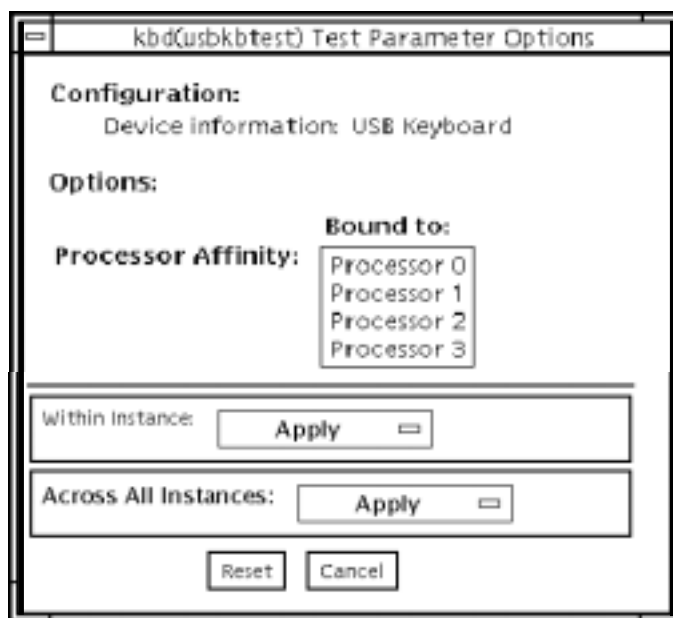 kbd(usbkbtest) Test Parameter Options
Configuration:
Device information: USB Keyboard
Options:
Bound to:
Processor Affinity:
Processor 0
Processor 1
Processor 2
Processor 3
Within Instance: Apply
Across All Instances: Apply
Reset Cancel